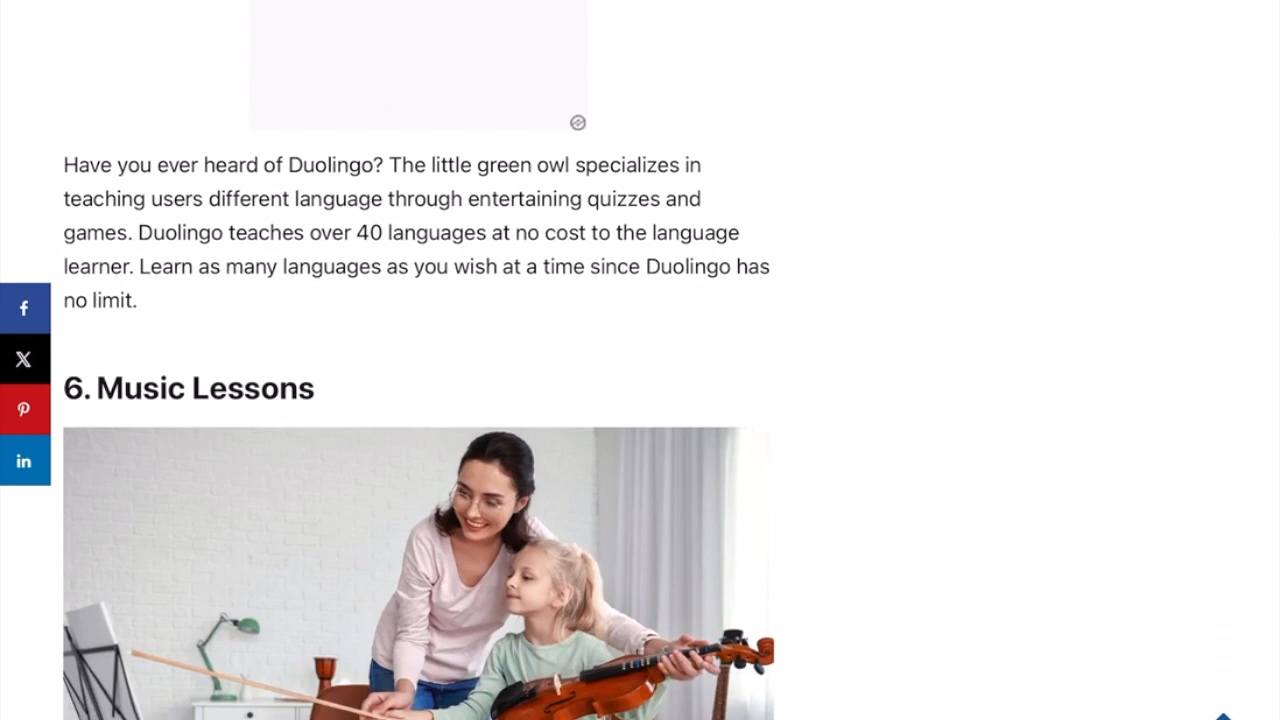 Have you ever heard of Duolingo? The little green owl specializes in
teaching users different language through entertaining quizzes and
games. Duolingo teaches over 40 languages at no cost to the language
learner. Learn as many languages as you wish at a time since Duolingo has
no limit.
6. Music Lessons